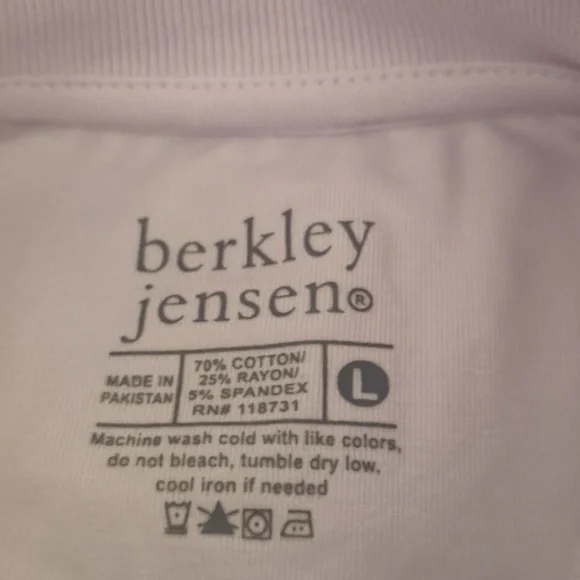 berkley
jensen®
MADE IN
PAKISTAN
70% COTTON/
25% RAYON/
5% SPANDEX
RN# 118731
L
Machine wash cold with like colors,
do not bleach, tumble dry low,
cool iron if needed